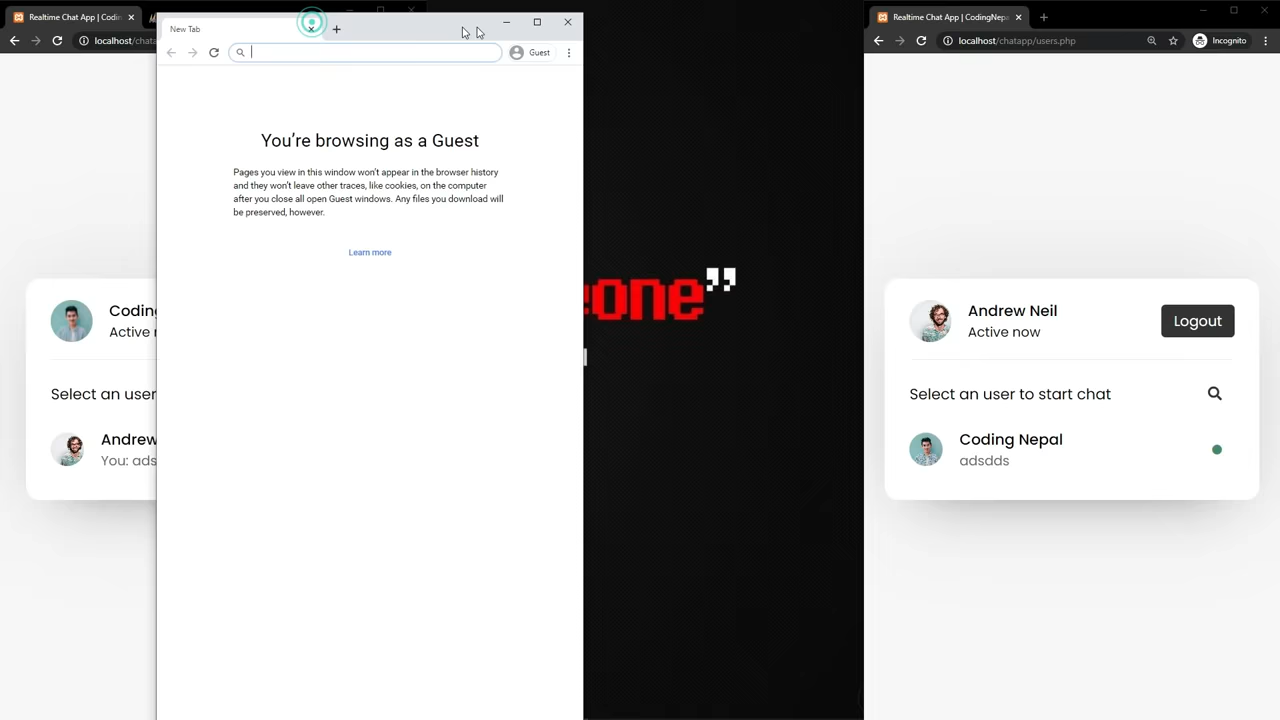 Realtime Chat App | Codin
localhost/chata
Coding
Active n
Select an user
Andrew
You: ads
New Tab
Guest
You're browsing as a Guest
Pages you view in this window won't appear in the browser history
and they won't leave other traces, like cookies, on the computer
after you close all open Guest windows. Any files you download will
be preserved, however.
Learn more
one”
Realtime Chat App | CodingNepa
localhost/chatapp/users.php
Incognito
Andrew Neil
Active now
Logout
Select an user to start chat
Coding Nepal
adsdds